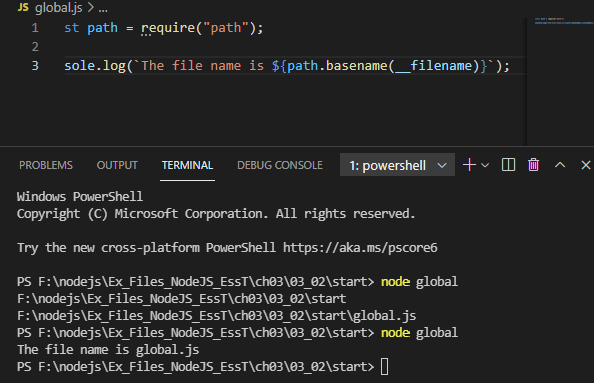 JS global.js > ...
1 st path = require("path");
2
3 sole.log(`The file name is ${path.basename(__filename)}`);
PROBLEMS OUTPUT TERMINAL DEBUG CONSOLE 1: powershell
Windows PowerShell
Copyright (C) Microsoft Corporation. All rights reserved.
Try the new cross-platform PowerShell https://aka.ms/pscore6
PS F:\nodejs\Ex_Files_NodeJS_EssT\ch03\03_02\start> node global
F:\nodejs\Ex_Files_NodeJS_EssT\ch03\03_02\start
F:\nodejs\Ex_Files_NodeJS_EssT\ch03\03_02\start\global.js
PS F:\nodejs\Ex_Files_NodeJS_EssT\ch03\03_02\start> node global
The file name is global.js
PS F:\nodejs\Ex_Files_NodeJS_EssT\ch03\03_02\start>